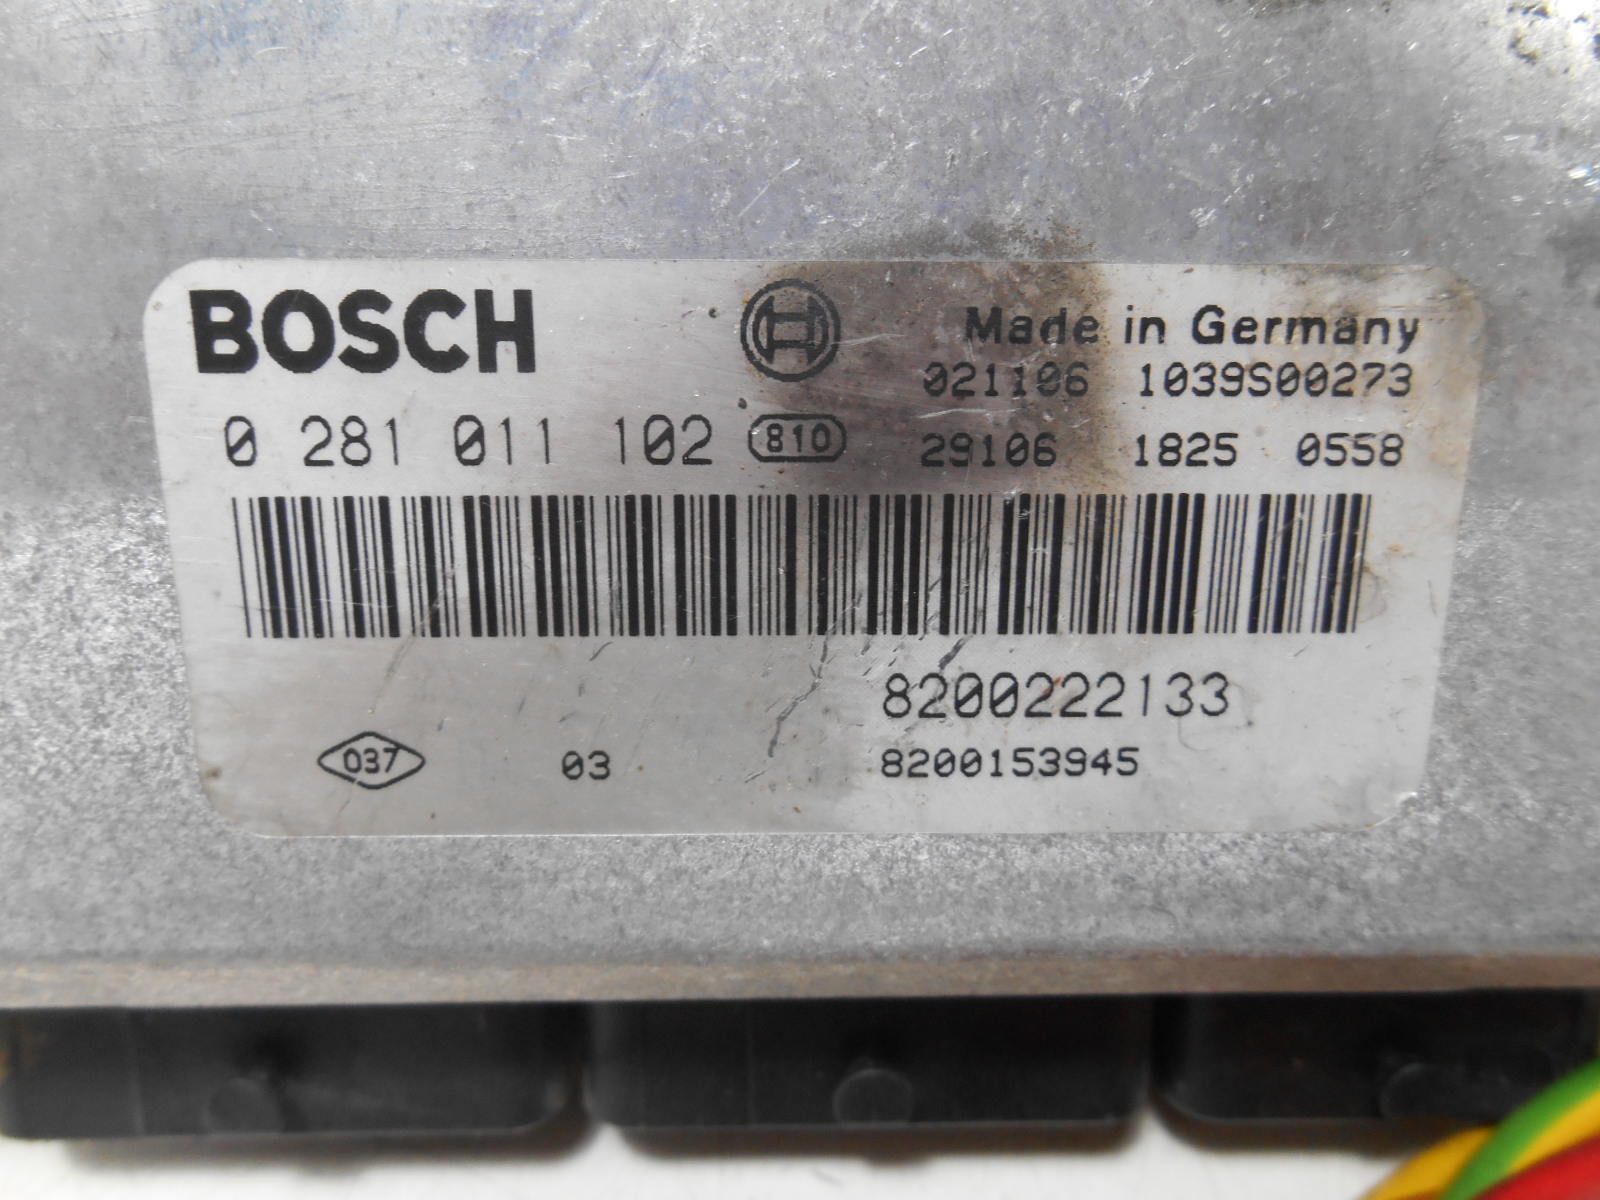 BOSCH Made in Germany
021106 1039S00273
0 281 011 102 810 29106 1825 0558
8200222133
037 03 8200153945